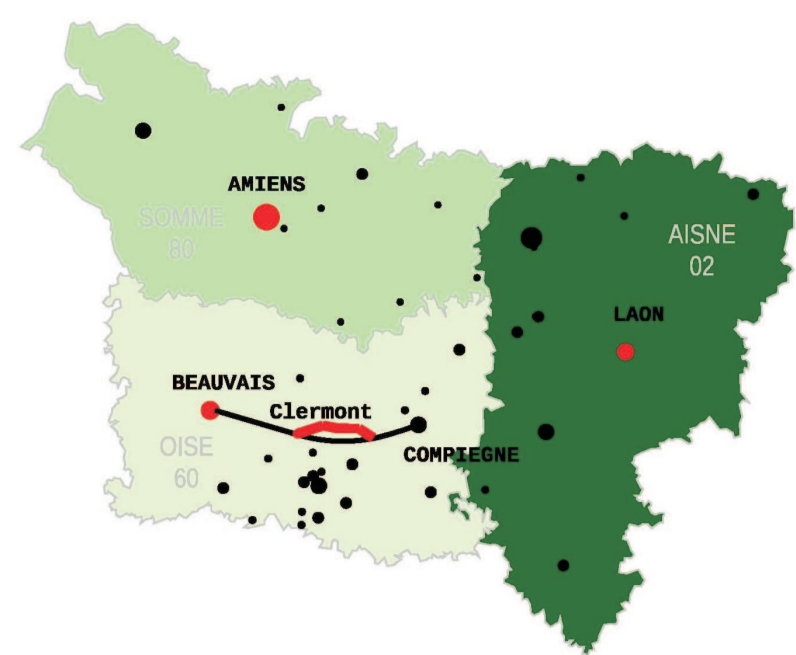 AMIENS
SOMME
80
AISNE
02
LAON
BEAUVAIS
Clermont
OISE
60
COMPIEGNE